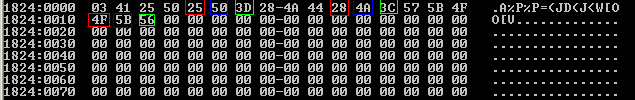 1824:0000 03 41 25 50 25 50 3D 28-4A 44 28 4A 3C 57 5B 4F .A%P%P=(JD(J<W[O
1824:0010 4F 5B 56 00 00 00 00 00-00 00 00 00 00 00 00 00 O[V.............
1824:0020 00 00 00 00 00 00 00 00-00 00 00 00 00 00 00 00 ................
1824:0030 00 00 00 00 00 00 00 00-00 00 00 00 00 00 00 00 ................
1824:0040 00 00 00 00 00 00 00 00-00 00 00 00 00 00 00 00 ................
1824:0050 00 00 00 00 00 00 00 00-00 00 00 00 00 00 00 00 ................
1824:0060 00 00 00 00 00 00 00 00-00 00 00 00 00 00 00 00 ................
1824:0070 00 00 00 00 00 00 00 00-00 00 00 00 00 00 00 00 ................